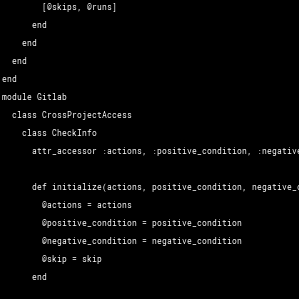 [@skips, @runs]
end
end
end
end
module Gitlab
class CrossProjectAccess
class CheckInfo
attr_accessor :actions, :positive_condition, :negative
def initialize(actions, positive_condition, negative_c
@actions = actions
@positive_condition = positive_condition
@negative_condition = negative_condition
@skip = skip
end